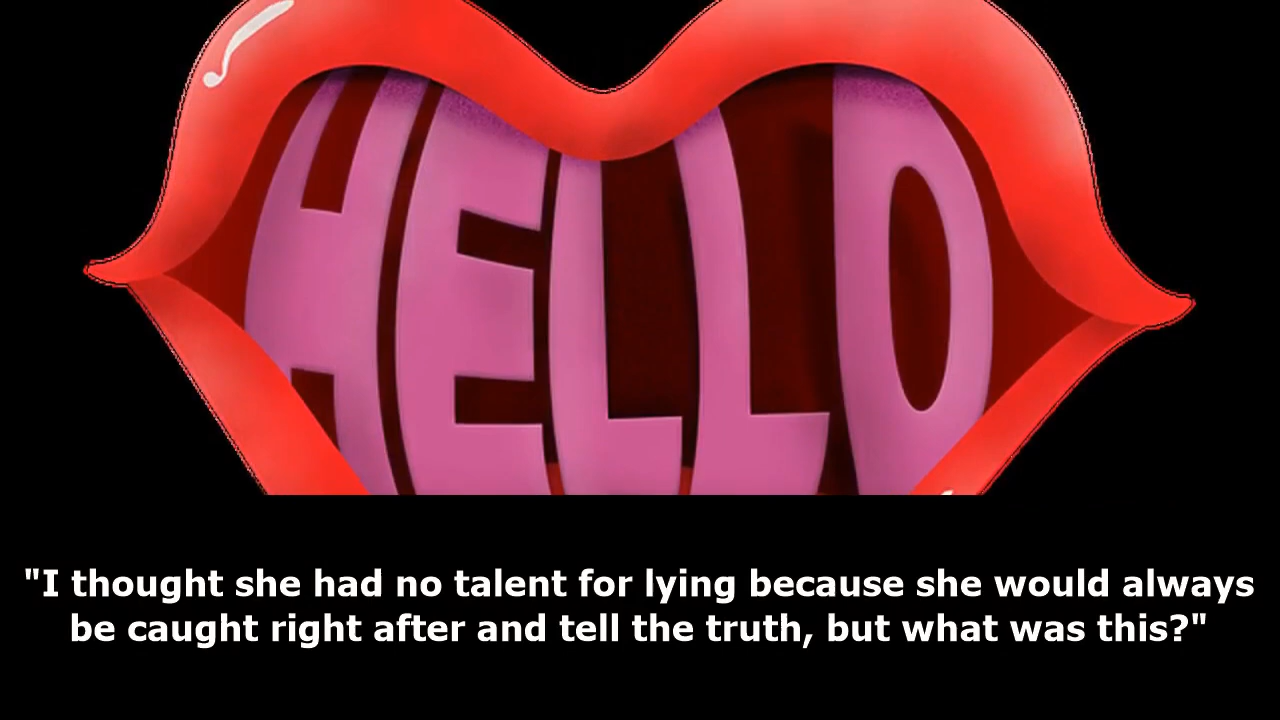 HELLO
"I thought she had no talent for lying because she would always
be caught right after and tell the truth, but what was this?"